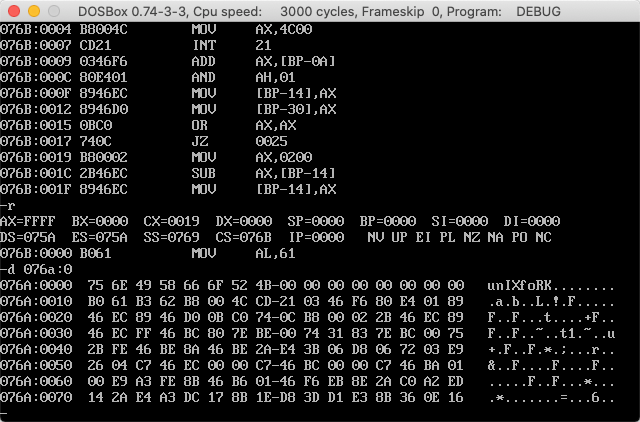 DOSBox 0.74-3-3, Cpu speed:    3000 cycles, Frameskip  0, Program:    DEBUG
076B:0004 B8004C        MOV     AX,4C00
076B:0007 CD21          INT     21
076B:0009 0346F6        ADD     AX,[BP-0A]
076B:000C 80E401        AND     AH,01
076B:000F 8946EC        MOV     [BP-14],AX
076B:0012 8946D0        MOV     [BP-30],AX
076B:0015 0BC0          OR      AX,AX
076B:0017 740C          JZ      0025
076B:0019 B80002        MOV     AX,0200
076B:001C 2B46EC        SUB     AX,[BP-14]
076B:001F 8946EC        MOV     [BP-14],AX
-r
AX=FFFF  BX=0000  CX=0019  DX=0000  SP=0000  BP=0000  SI=0000  DI=0000
DS=075A  ES=075A  SS=0769  CS=076B  IP=0000   NV UP EI PL NZ NA PO NC
076B:0000 B061          MOV     AL,61
-d 076a:0
076A:0000  75 6E 49 58 66 6F 52 4B-00 00 00 00 00 00 00 00   unIXfoRK........
076A:0010  B0 61 B3 62 B8 00 4C CD-21 03 46 F6 80 E4 01 89   .a.b..L.!.F.....
076A:0020  46 EC 89 46 D0 0B C0 74-0C B8 00 02 2B 46 EC 89   F..F...t....+F..
076A:0030  46 EC FF 46 BC 80 7E BE-00 74 31 83 7E BC 00 75   F..F..~..t1.~..u
076A:0040  2B FE 46 BE 8A 46 BE 2A-E4 3B 06 D8 06 72 03 E9   +.F..F.*.;...r..
076A:0050  26 04 C7 46 EC 00 00 C7-46 BC 00 00 C7 46 BA 01   &..F....F....F..
076A:0060  00 E9 A3 FE 8B 46 B6 01-46 F6 EB 8E 2A C0 A2 ED   .....F..F...*...
076A:0070  14 2A E4 A3 DC 17 8B 1E-D8 3D D1 E3 8B 36 0E 16   .*.......=...6..
-